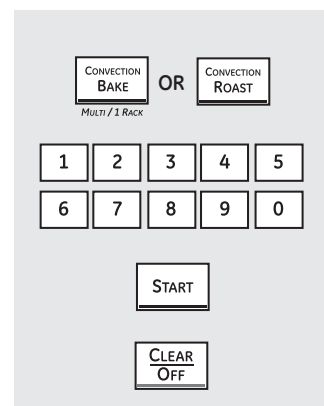 CONVECTION BAKE OR CONVECTION ROAST
MULTI / 1 RACK
1 2 3 4 5
6 7 8 9 0
START
CLEAR
OFF